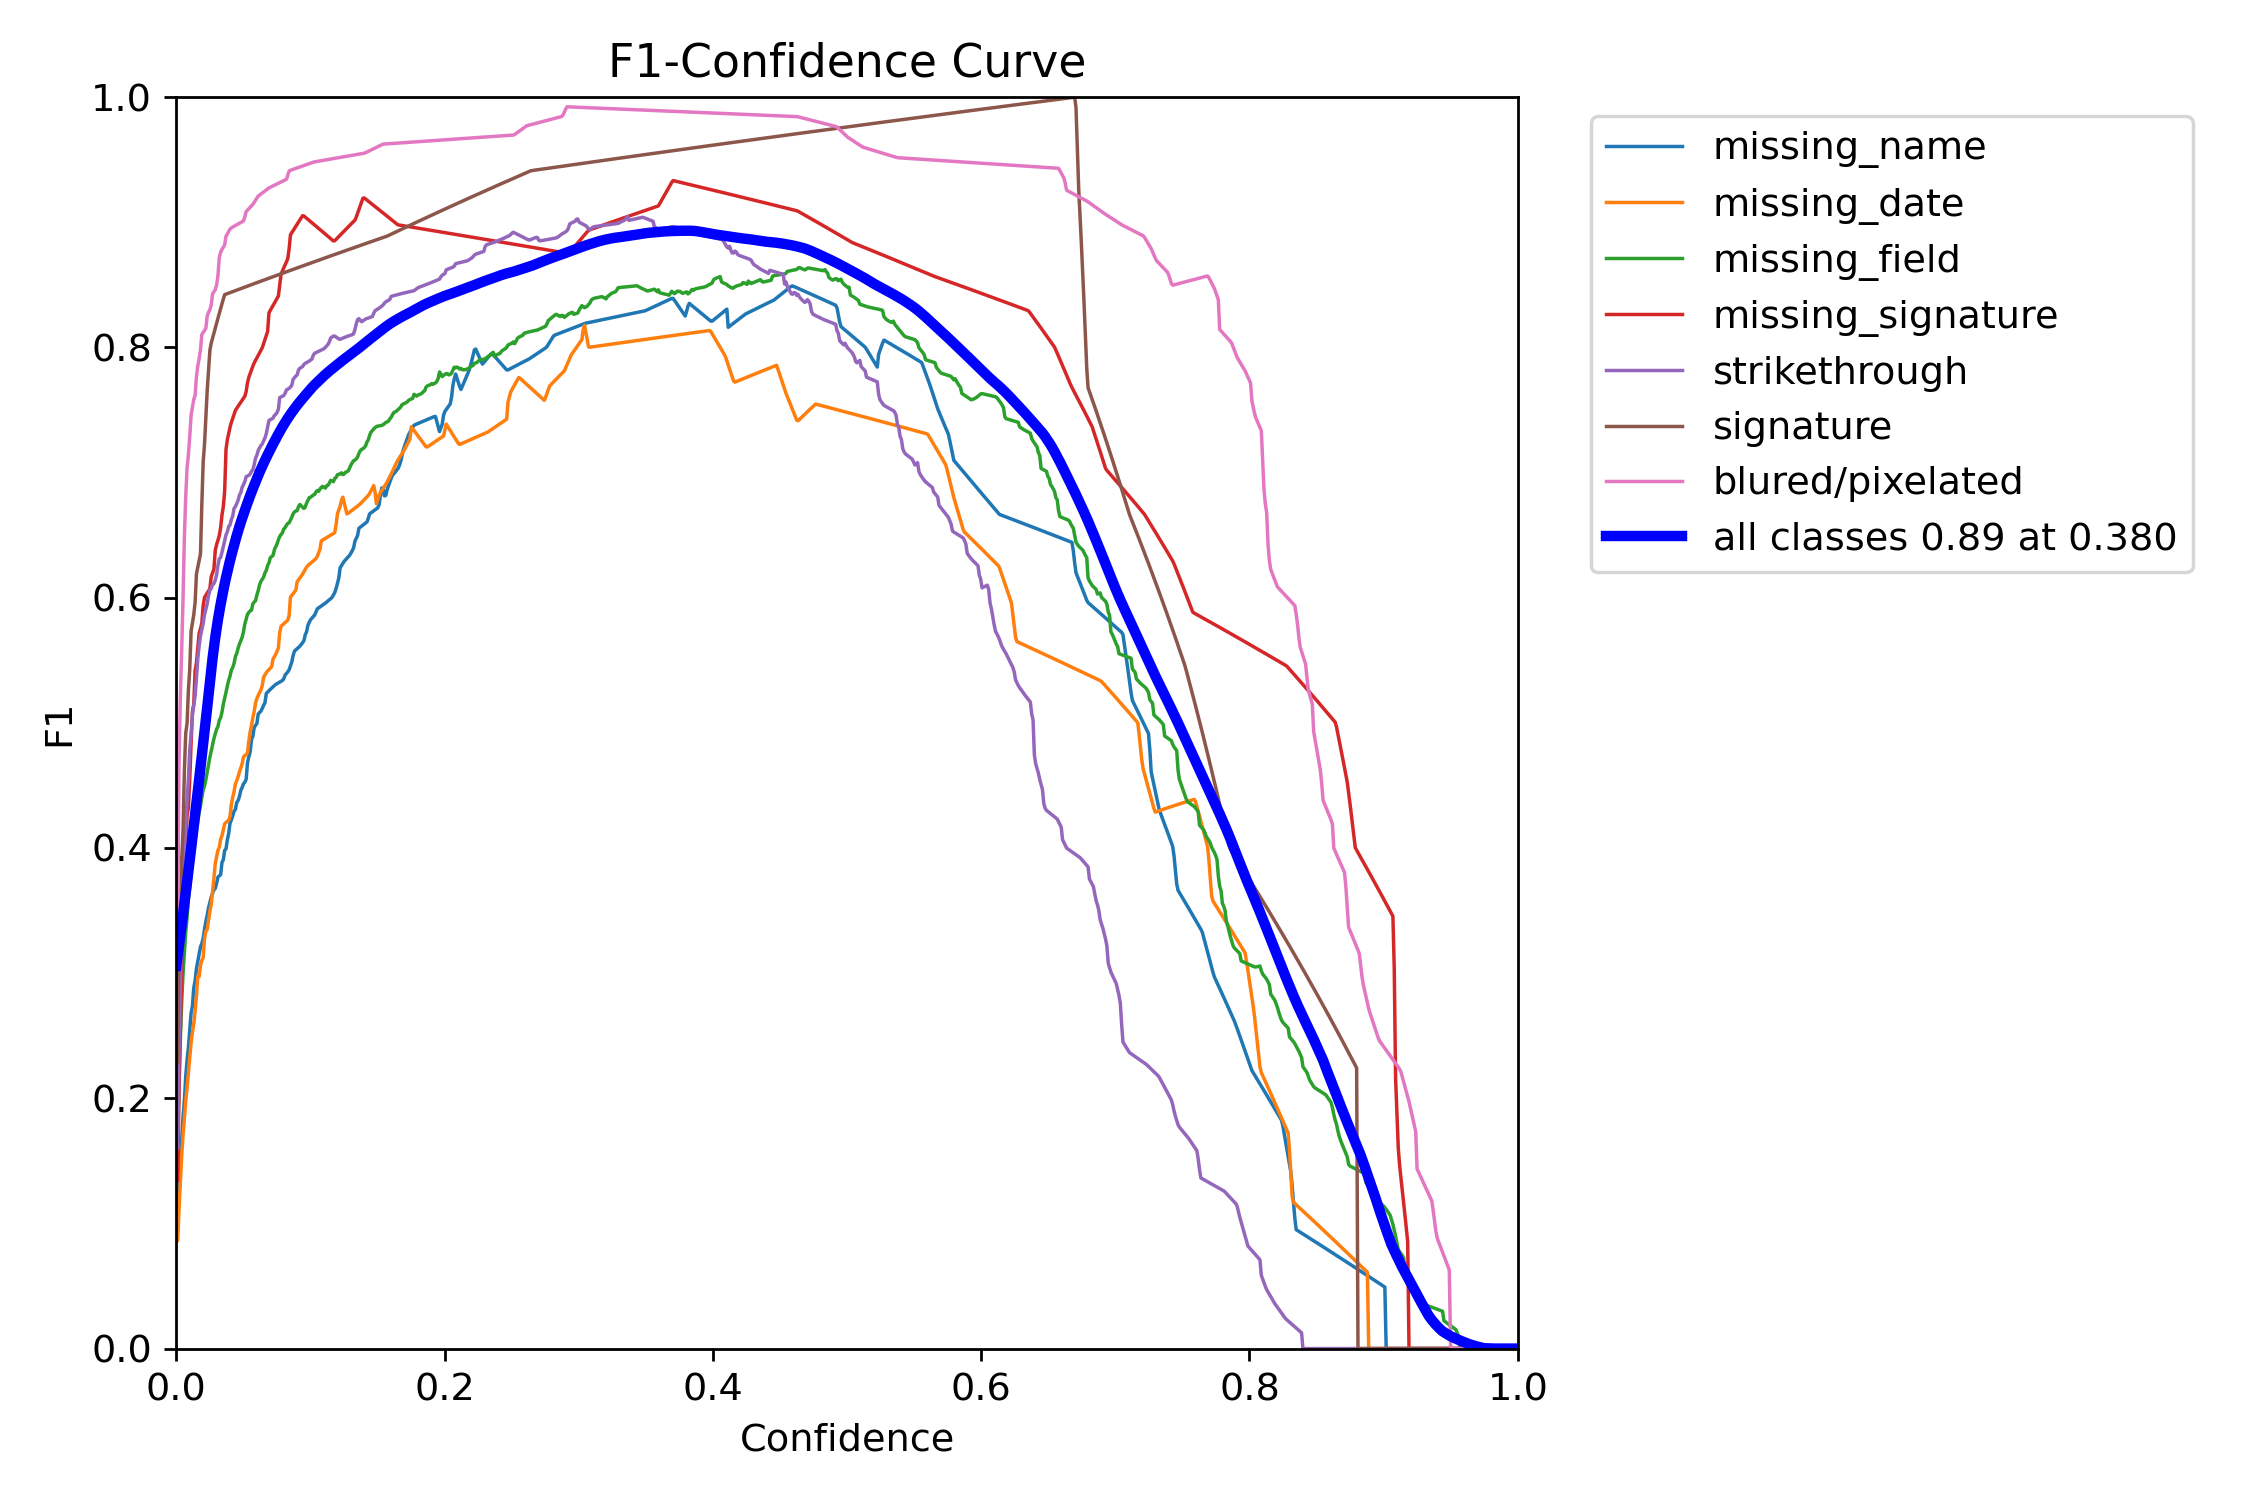 F1-Confidence Curve
1.0
0.8
0.6
0.4
0.2
0.0
F1
0.0 0.2 0.4 0.6 0.8 1.0
Confidence
missing_name
missing_date
missing_field
missing_signature
strikethrough
signature
blured/pixelated
all classes 0.89 at 0.380